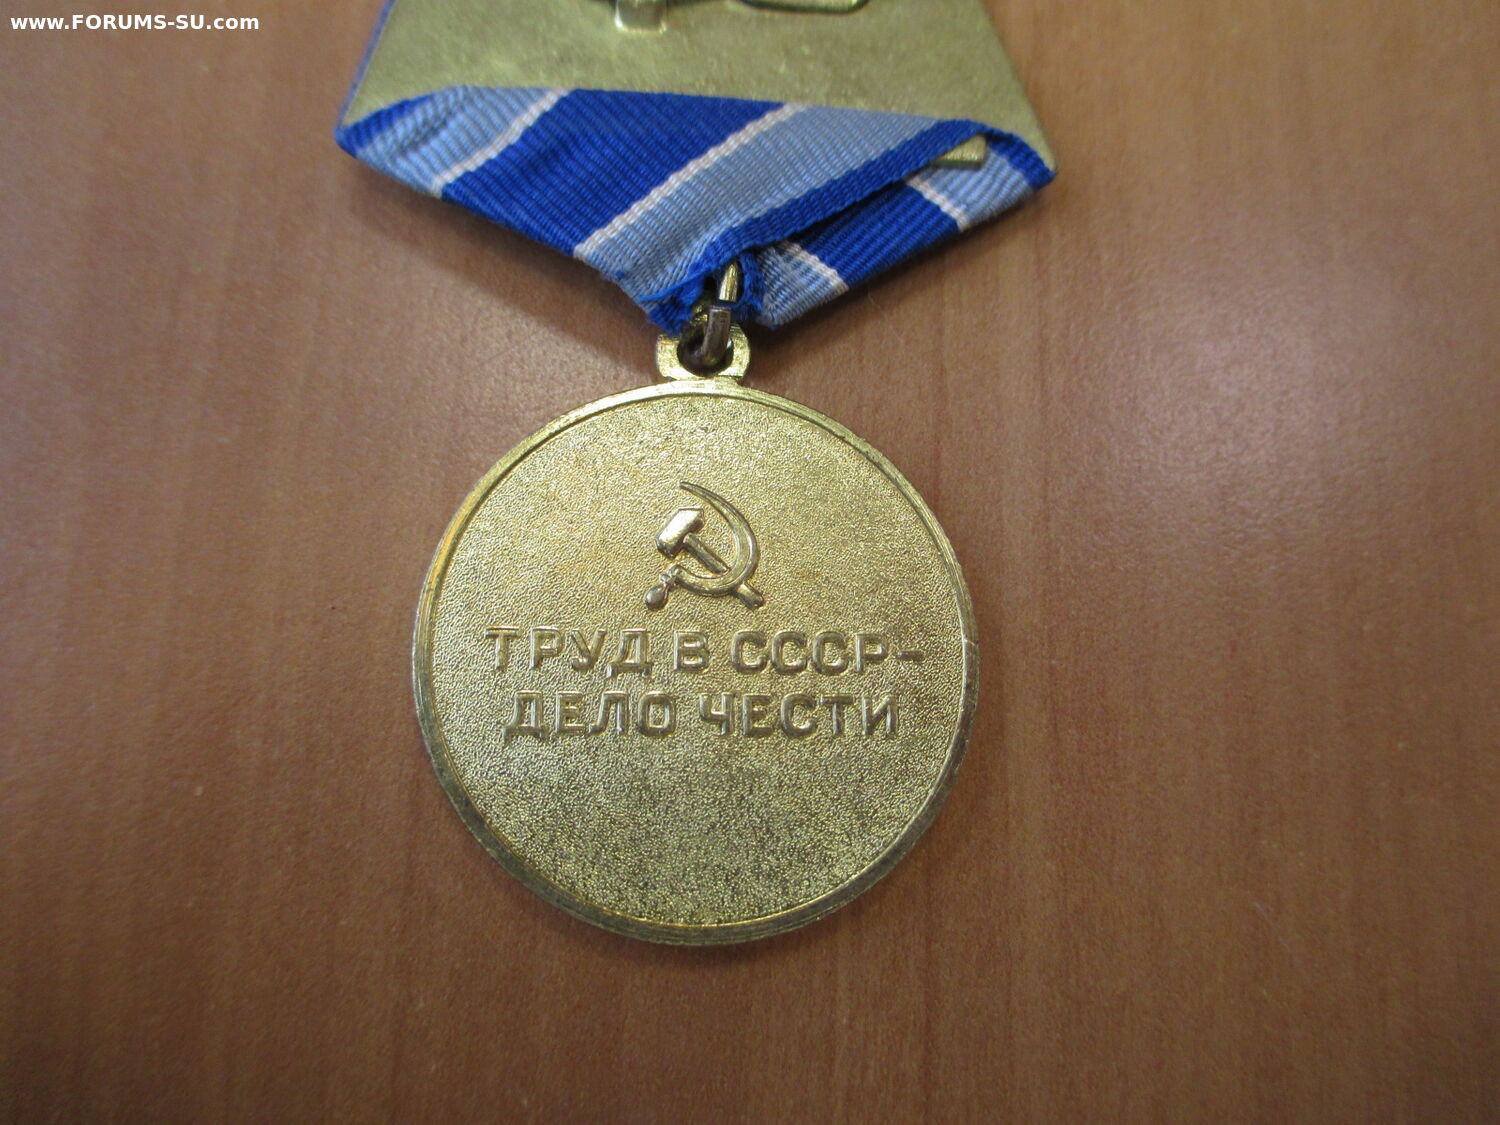 www.FORUMS-SU.com
ТРУД В СССР-
ДЕЛО ЧЕСТИ